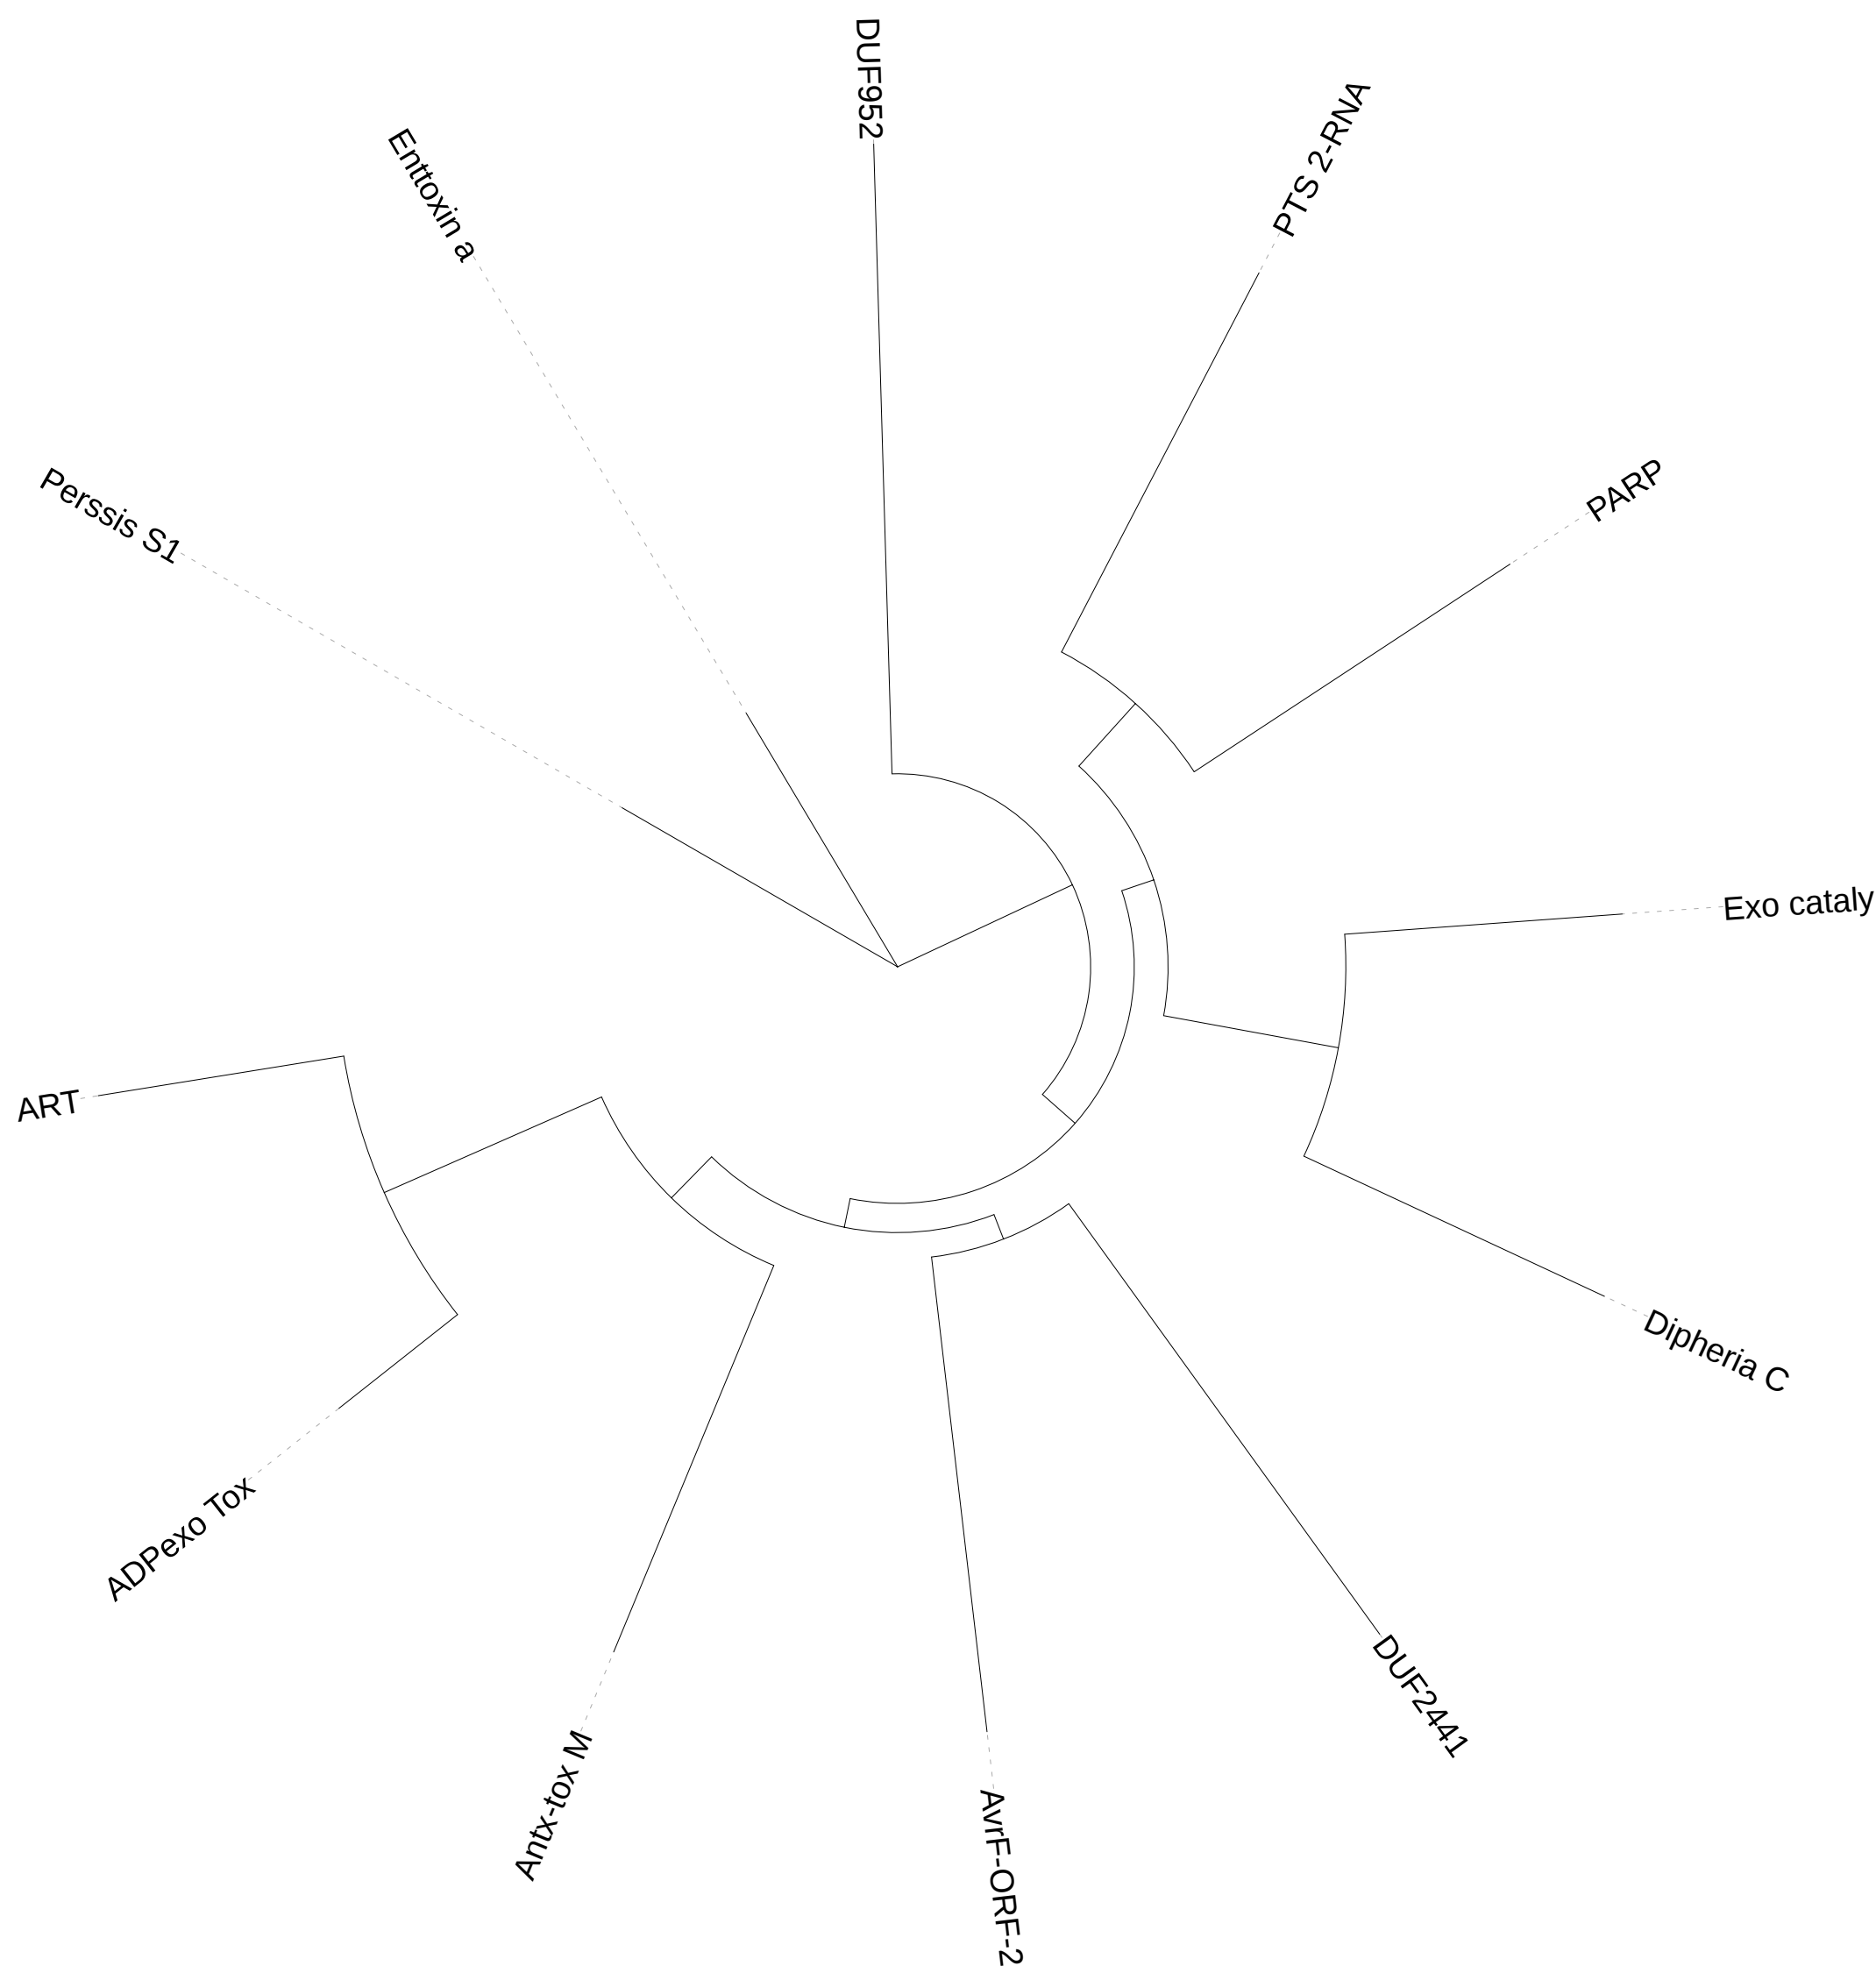 DUF952
PTS 2-RNA
Enttoxin a
PARP
Perssis S1
Exo cataly
ART
Dipheria C
ADPexo Tox
DUF2441
Antx-tox M
AvrF-ORF-2